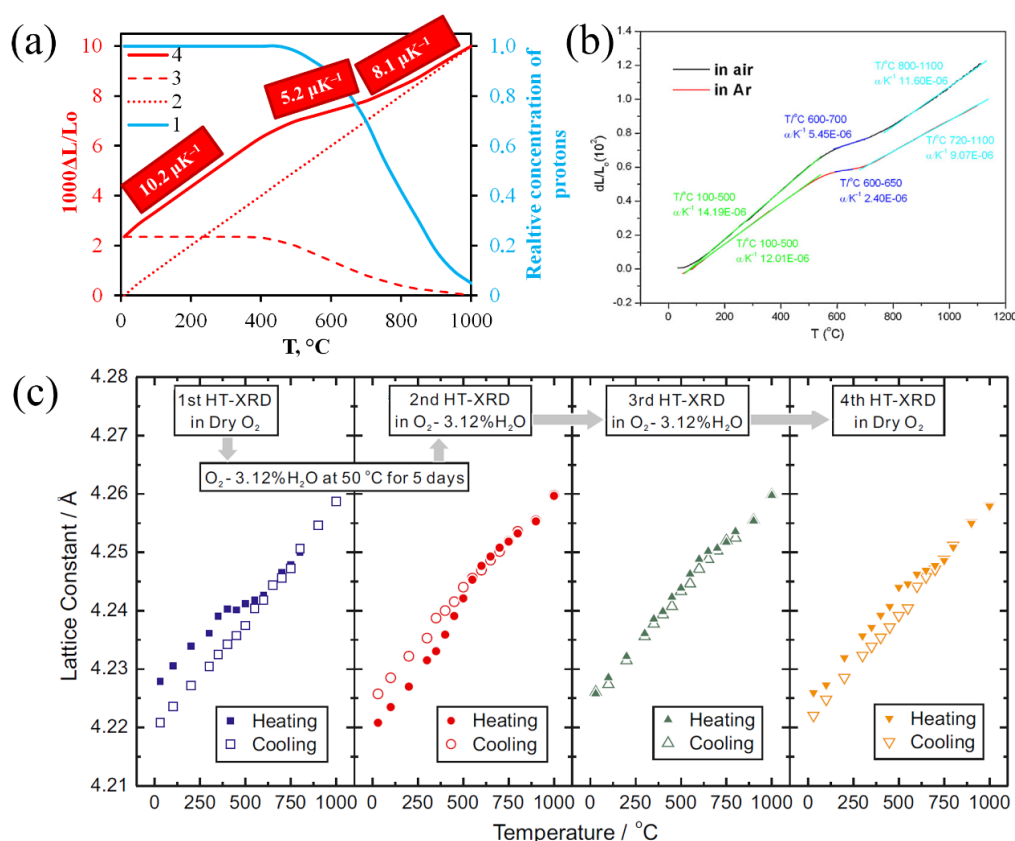 (a)
10
8
6
4
2
0
1000ΔL/Lo
4
3
2
1
10.2 μK⁻¹
5.2 μK⁻¹
8.1 μK⁻¹
1.0
0.8
0.6
0.4
0.2
0
Realtive concentration of
protons
0 200 400 600 800 1000
T, °C
(b)
1.4
1.2
1.0
0.8
0.6
0.4
0.2
0.0
-0.2
dL/L₀(10⁻²)
in air
in Ar
T/°C 800-1100
α·K⁻¹ 11.60E-06
T/°C 600-700
α·K⁻¹ 5.45E-06
T/°C 720-1100
α·K⁻¹ 9.07E-06
T/°C 100-500
α·K⁻¹ 14.19E-06
T/°C 600-650
α·K⁻¹ 2.40E-06
T/°C 100-500
α·K⁻¹ 12.01E-06
0 200 400 600 800 1000 1200
T (°C)
(c)
4.28
4.27
4.26
4.25
4.24
4.23
4.22
4.21
Lattice Constant / Å
1st HT-XRD
in Dry O₂
2nd HT-XRD
in O₂- 3.12%H₂O
3rd HT-XRD
in O₂- 3.12%H₂O
4th HT-XRD
in Dry O₂
O₂- 3.12%H₂O at 50 °C for 5 days
Heating
Cooling
Heating
Cooling
Heating
Cooling
Heating
Cooling
0 250 500 750 1000
0 250 500 750 1000
0 250 500 750 1000
0 250 500 750 1000
Temperature / °C